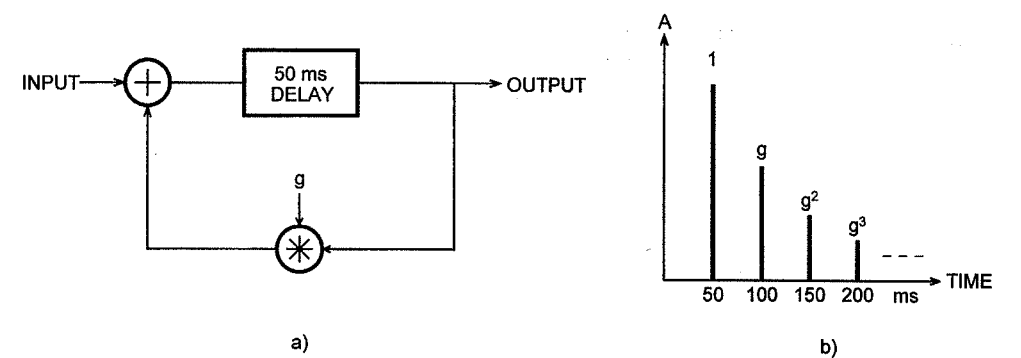 INPUT
+
50 ms
DELAY
OUTPUT
g
a)
A
1
g
g²
g³
50 100 150 200 ms
TIME
b)